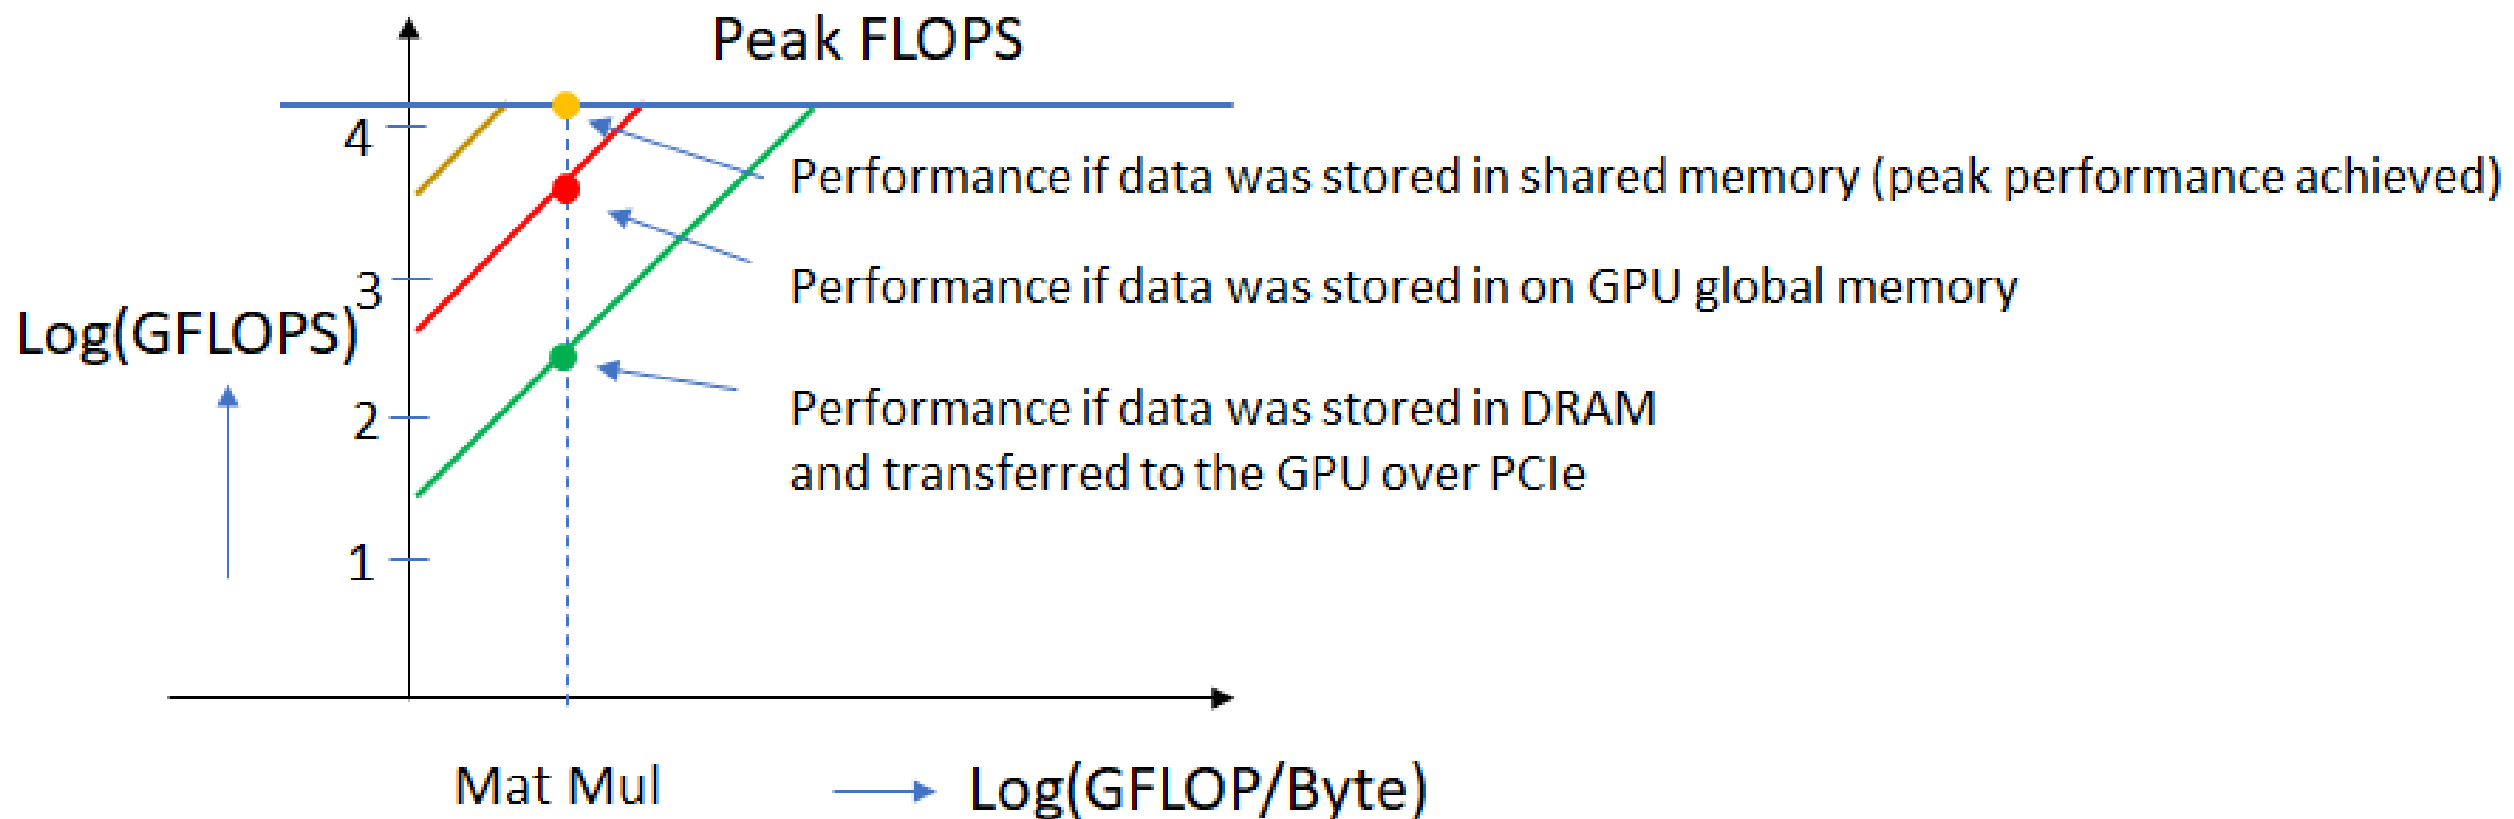 Peak FLOPS
4
Performance if data was stored in shared memory (peak performance achieved)
3
Performance if data was stored in on GPU global memory
Log(GFLOPS)
2
Performance if data was stored in DRAM
and transferred to the GPU over PCIe
1
Mat Mul
Log(GFLOP/Byte)